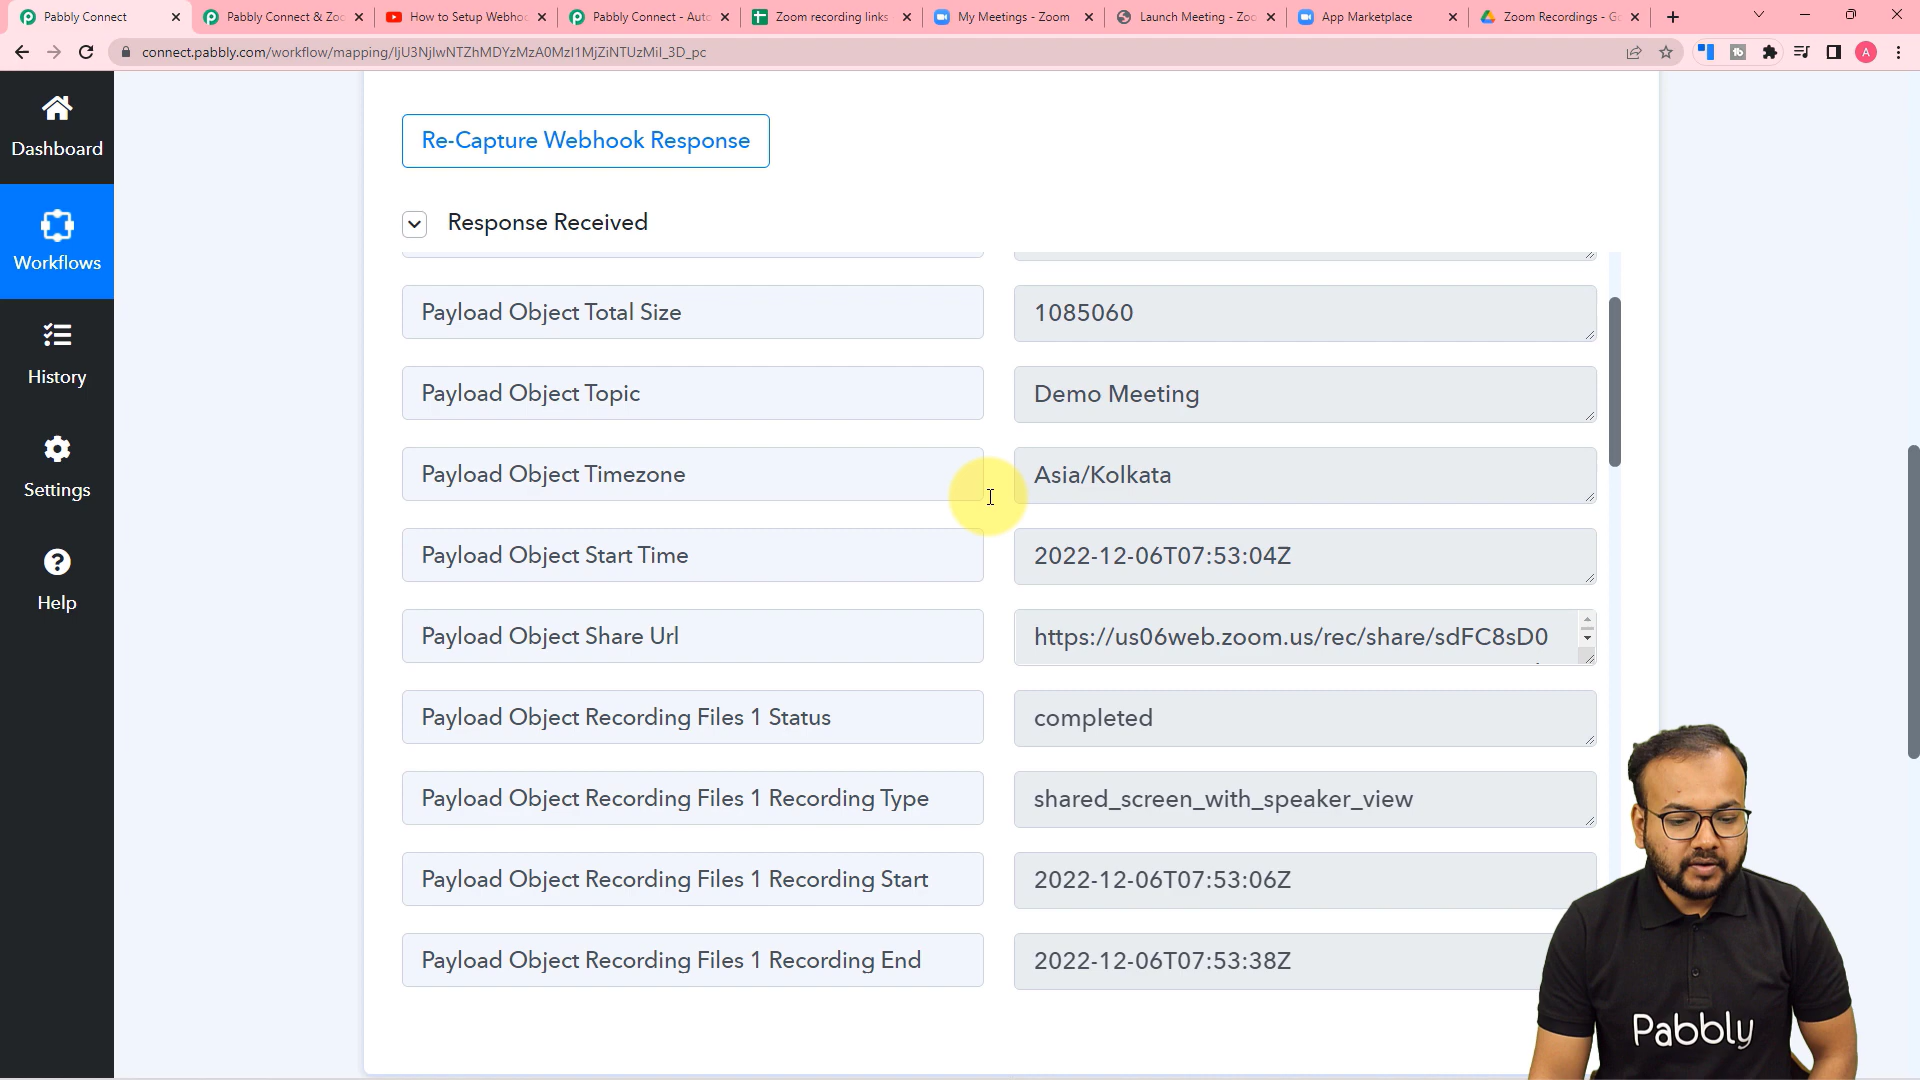 Pabbly Connect
Pabbly Connect & Zo
How to Setup Webho
Pabbly Connect - Aut
Zoom recording links
My Meetings - Zoom
Launch Meeting - Zo
App Marketplace
Zoom Recordings - G
connect.pabbly.com/workflow/mapping/IjU3NjIwNTZhMDYzMzA0MzI1MjZiNTUzMiI_3D_pc
A
Dashboard
Workflows
History
Settings
Help
Re-Capture Webhook Response
Response Received
Payload Object Total Size
1085060
Payload Object Topic
Demo Meeting
Payload Object Timezone
Asia/Kolkata
Payload Object Start Time
2022-12-06T07:53:04Z
Payload Object Share Url
https://us06web.zoom.us/rec/share/sdFC8sD0
Payload Object Recording Files 1 Status
completed
Payload Object Recording Files 1 Recording Type
shared_screen_with_speaker_view
Payload Object Recording Files 1 Recording Start
2022-12-06T07:53:06Z
Payload Object Recording Files 1 Recording End
2022-12-06T07:53:38Z
Pabbly